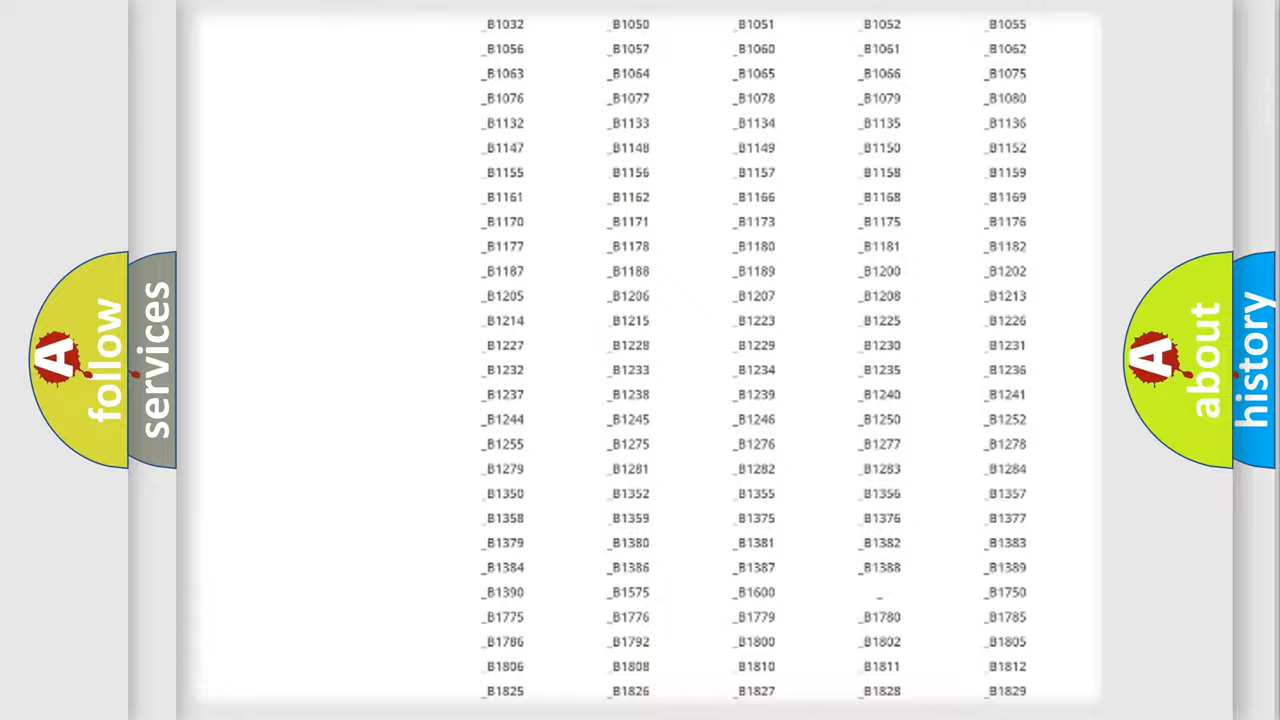 _B1032 _B1050 _B1051 _B1052 _B1055
_B1056 _B1057 _B1060 _B1061 _B1062
_B1063 _B1064 _B1065 _B1066 _B1075
_B1076 _B1077 _B1078 _B1079 _B1080
_B1132 _B1133 _B1134 _B1135 _B1136
_B1147 _B1148 _B1149 _B1150 _B1152
_B1155 _B1156 _B1157 _B1158 _B1159
_B1161 _B1162 _B1166 _B1168 _B1169
_B1170 _B1171 _B1173 _B1175 _B1176
_B1177 _B1178 _B1180 _B1181 _B1182
_B1187 _B1188 _B1189 _B1200 _B1202
_B1205 _B1206 _B1207 _B1208 _B1213
_B1214 _B1215 _B1223 _B1225 _B1226
_B1227 _B1228 _B1229 _B1230 _B1231
_B1232 _B1233 _B1234 _B1235 _B1236
_B1237 _B1238 _B1239 _B1240 _B1241
_B1244 _B1245 _B1246 _B1250 _B1252
_B1255 _B1275 _B1276 _B1277 _B1278
_B1279 _B1281 _B1282 _B1283 _B1284
_B1350 _B1352 _B1355 _B1356 _B1357
_B1358 _B1359 _B1375 _B1376 _B1377
_B1379 _B1380 _B1381 _B1382 _B1383
_B1384 _B1386 _B1387 _B1388 _B1389
_B1390 _B1575 _B1600 _ _B1750
_B1775 _B1776 _B1779 _B1780 _B1785
_B1786 _B1792 _B1800 _B1802 _B1805
_B1806 _B1808 _B1810 _B1811 _B1812
_B1825 _B1826 _B1827 _B1828 _B1829
A follow
services
A about
history